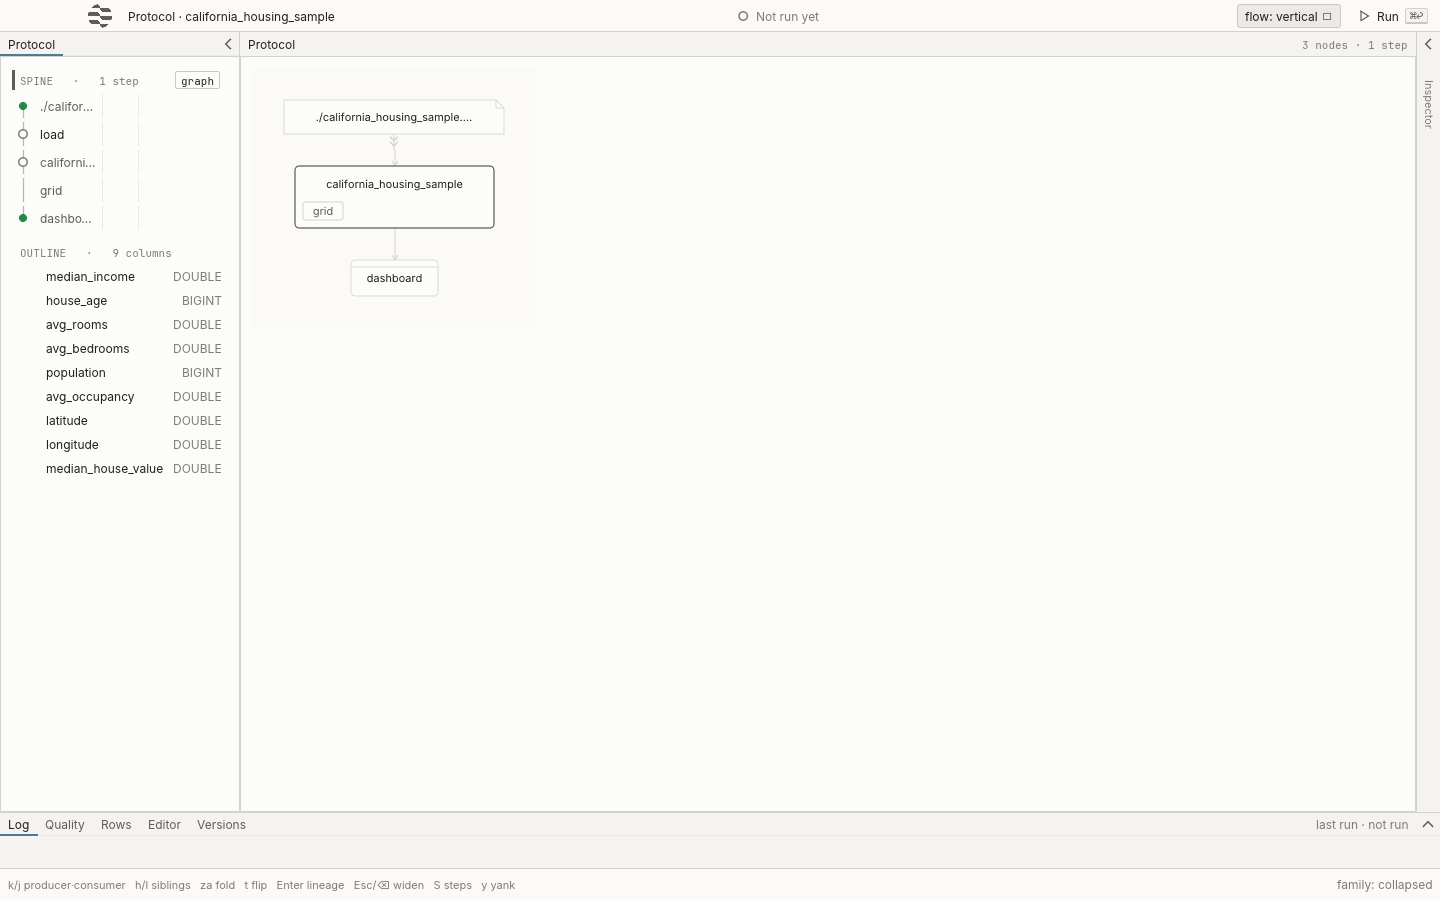 Protocol · california_housing_sample
Not run yet
flow: vertical
Run ⌘⏎
Protocol
Protocol
3 nodes · 1 step
SPINE · 1 step
graph
./califor...
load
californi...
grid
dashbo...
OUTLINE · 9 columns
median_income DOUBLE
house_age BIGINT
avg_rooms DOUBLE
avg_bedrooms DOUBLE
population BIGINT
avg_occupancy DOUBLE
latitude DOUBLE
longitude DOUBLE
median_house_value DOUBLE
./california_housing_sample....
california_housing_sample
grid
dashboard
Inspector
Log Quality Rows Editor Versions
last run · not run
k/j producer·consumer h/l siblings za fold t flip Enter lineage Esc/⌫ widen S steps y yank
family: collapsed